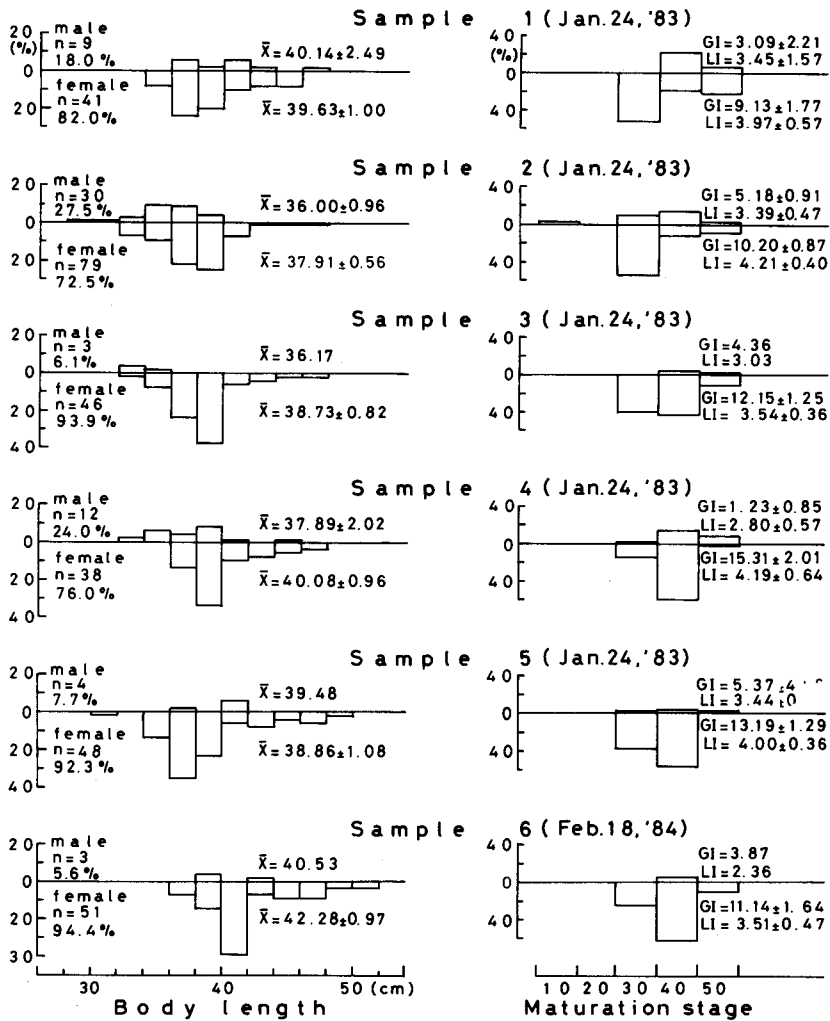 Sample 1 (Jan.24,'83)
20
(%)
0
20
male
n=9
18.0%
female
n=41
82.0%
X̄=40.14±2.49
X̄=39.63±1.00
40
(%)
0
40
GI=3.09±2.21
LI=3.45±1.57
GI=9.13±1.77
LI=3.97±0.57
Sample 2 (Jan.24,'83)
20
0
20
male
n=30
27.5%
female
n=79
72.5%
X̄=36.00±0.96
X̄=37.91±0.56
40
0
40
GI=5.18±0.91
LI=3.39±0.47
GI=10.20±0.87
LI=4.21±0.40
Sample 3 (Jan.24,'83)
20
0
20
40
male
n=3
6.1%
female
n=46
93.9%
X̄=36.17
X̄=38.73±0.82
40
0
40
GI=4.36
LI=3.03
GI=12.15±1.25
LI=3.54±0.36
Sample 4 (Jan.24,'83)
20
0
20
40
male
n=12
24.0%
female
n=38
76.0%
X̄=37.89±2.02
X̄=40.08±0.96
40
0
40
GI=1.23±0.85
LI=2.80±0.57
GI=15.31±2.01
LI=4.19±0.64
Sample 5 (Jan.24,'83)
20
0
20
40
male
n=4
7.7%
female
n=48
92.3%
X̄=39.48
X̄=38.86±1.08
40
0
40
GI=5.37
LI=3.44
GI=13.19±1.29
LI=4.00±0.36
Sample 6 (Feb.18,'84)
20
0
20
30
male
n=3
5.6%
female
n=51
94.4%
X̄=40.53
X̄=42.28±0.97
40
0
40
GI=3.87
LI=2.36
GI=11.14±1.64
LI=3.51±0.47
30 40 50 (cm)
Body length
10 20 30 40 50
Maturation stage